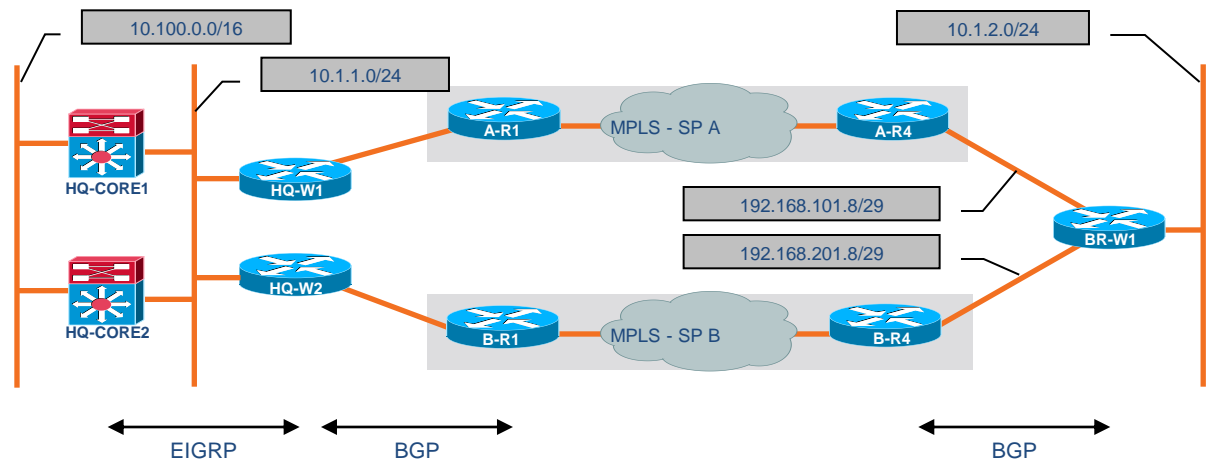 10.100.0.0/16
10.1.2.0/24
10.1.1.0/24
A-R1
MPLS - SP A
A-R4
HQ-CORE1
HQ-W1
192.168.101.8/29
BR-W1
192.168.201.8/29
HQ-W2
HQ-CORE2
B-R1
MPLS - SP B
B-R4
EIGRP
BGP
BGP